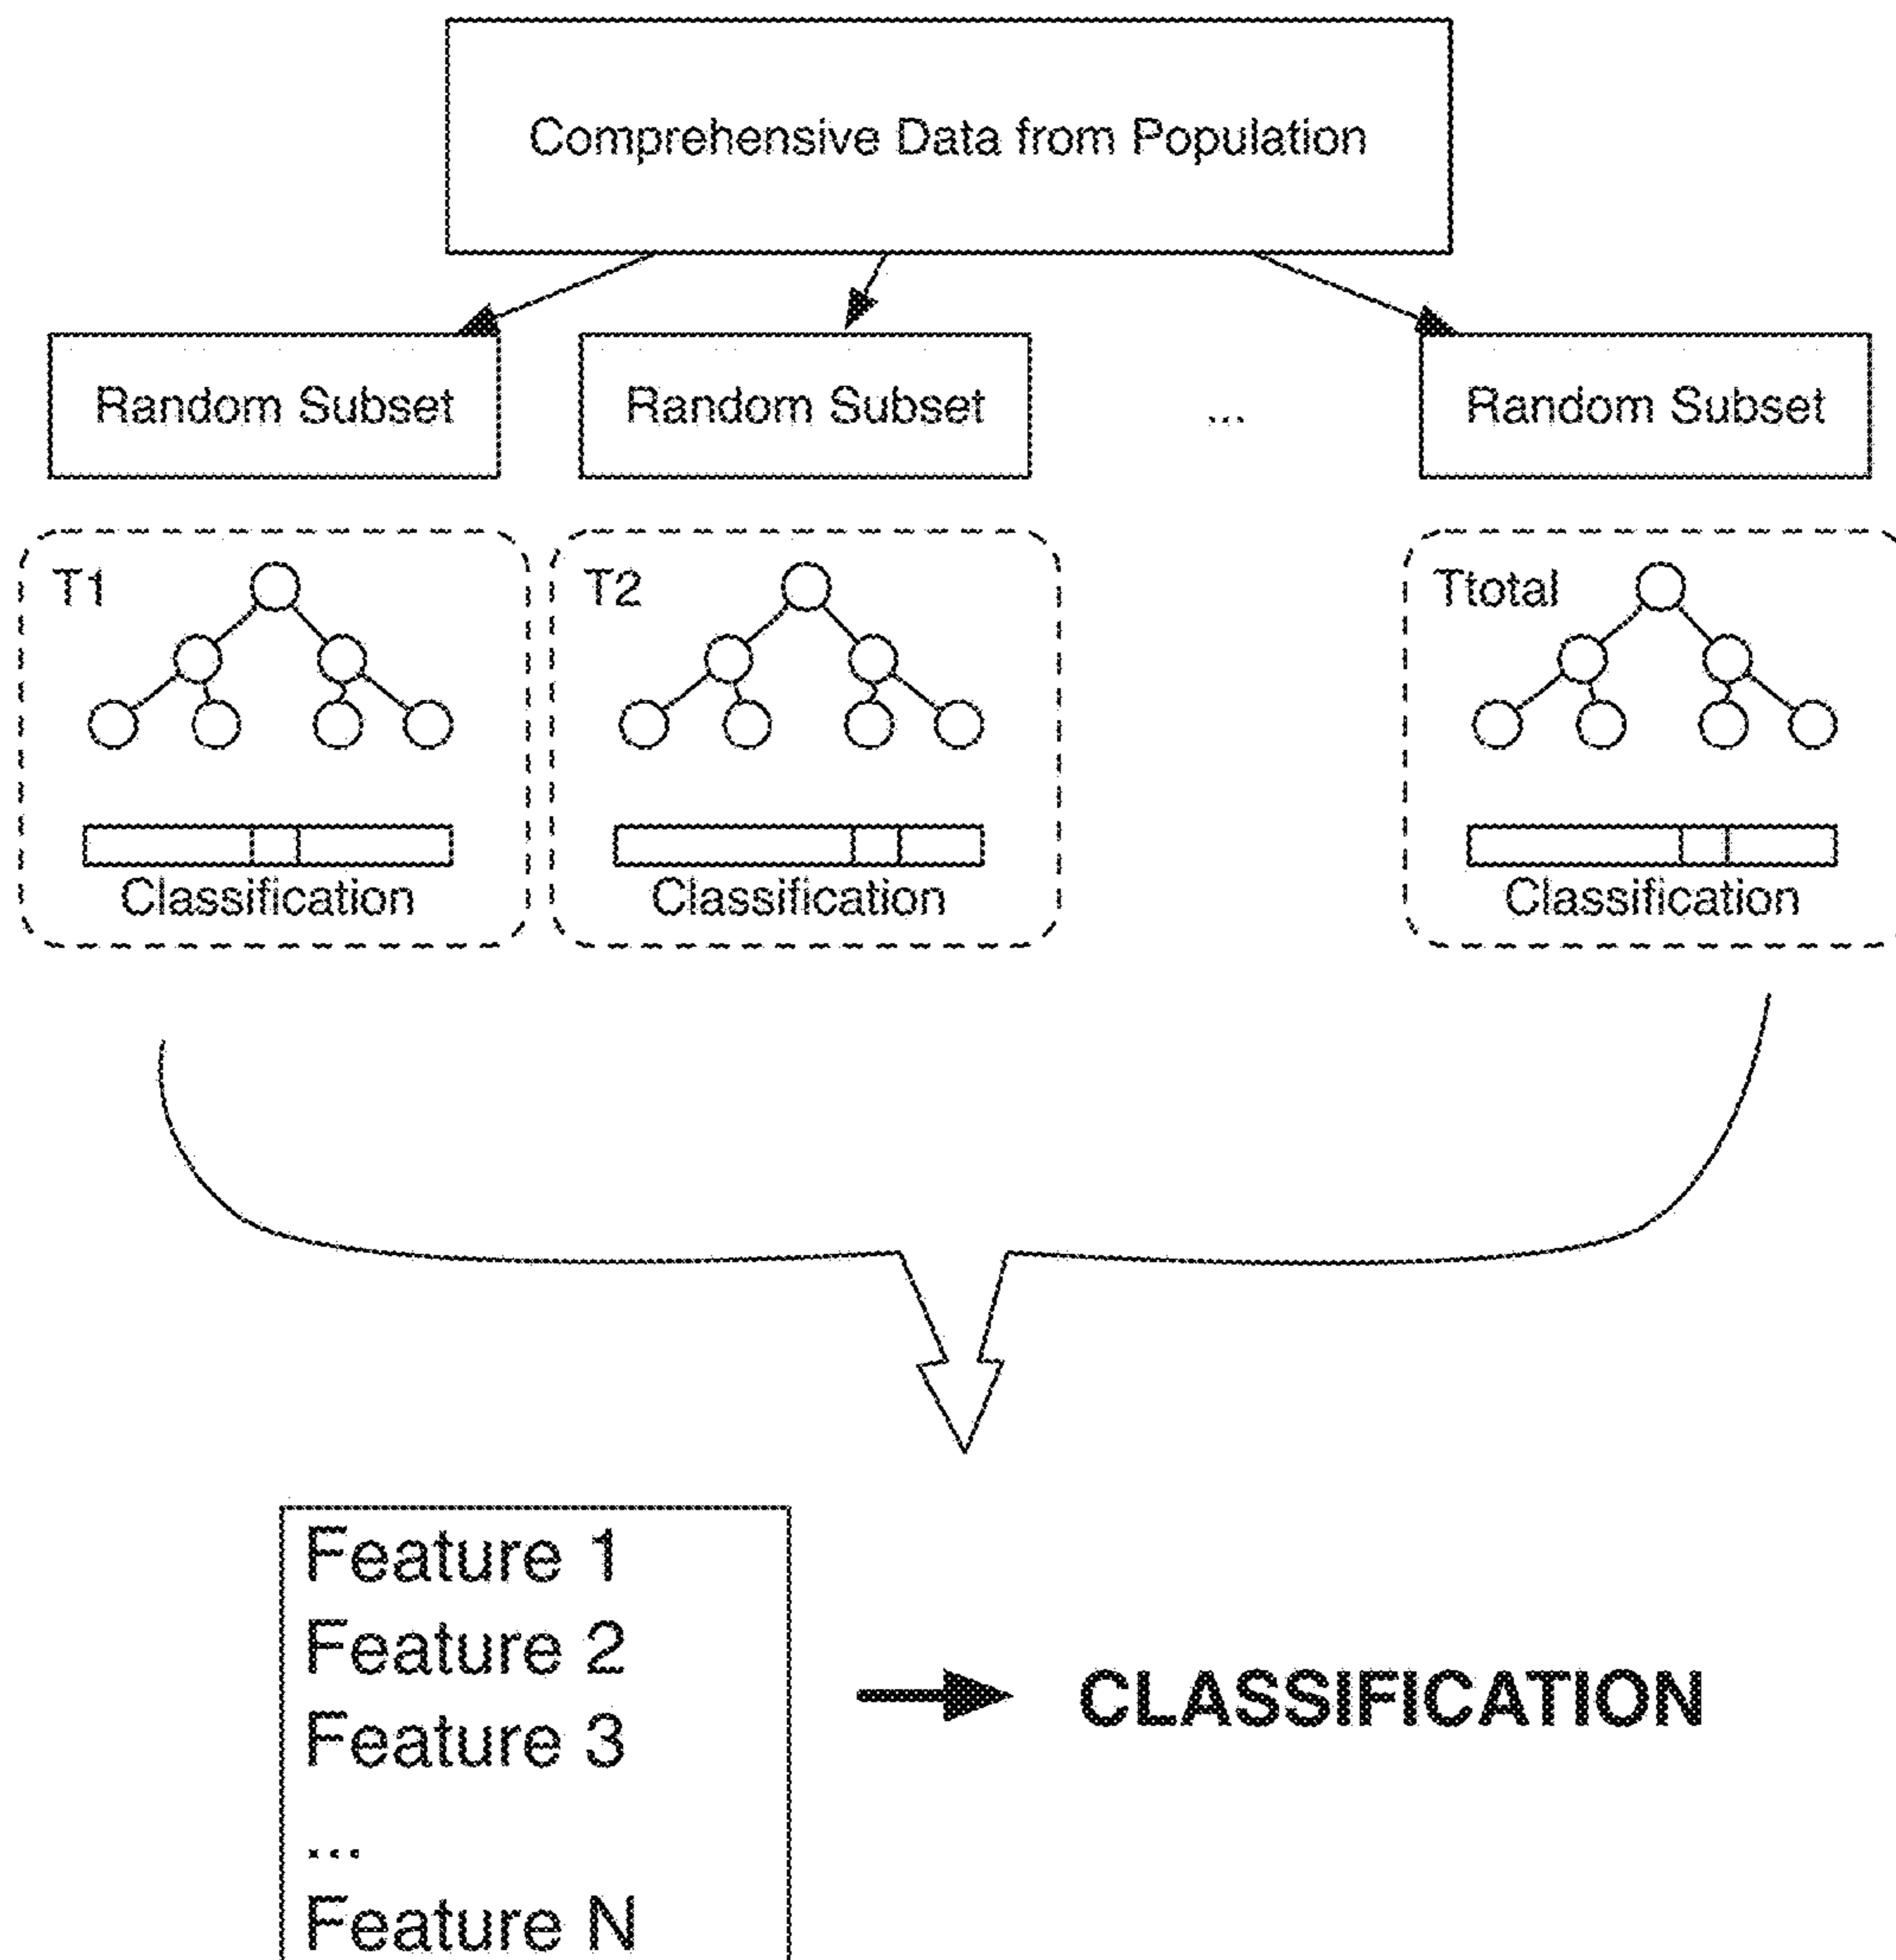 Comprehensive Data from Population
Random Subset
Random Subset
...
Random Subset
T1
T2
Ttotal
Classification
Classification
Classification
Feature 1
Feature 2
Feature 3
...
Feature N
CLASSIFICATION